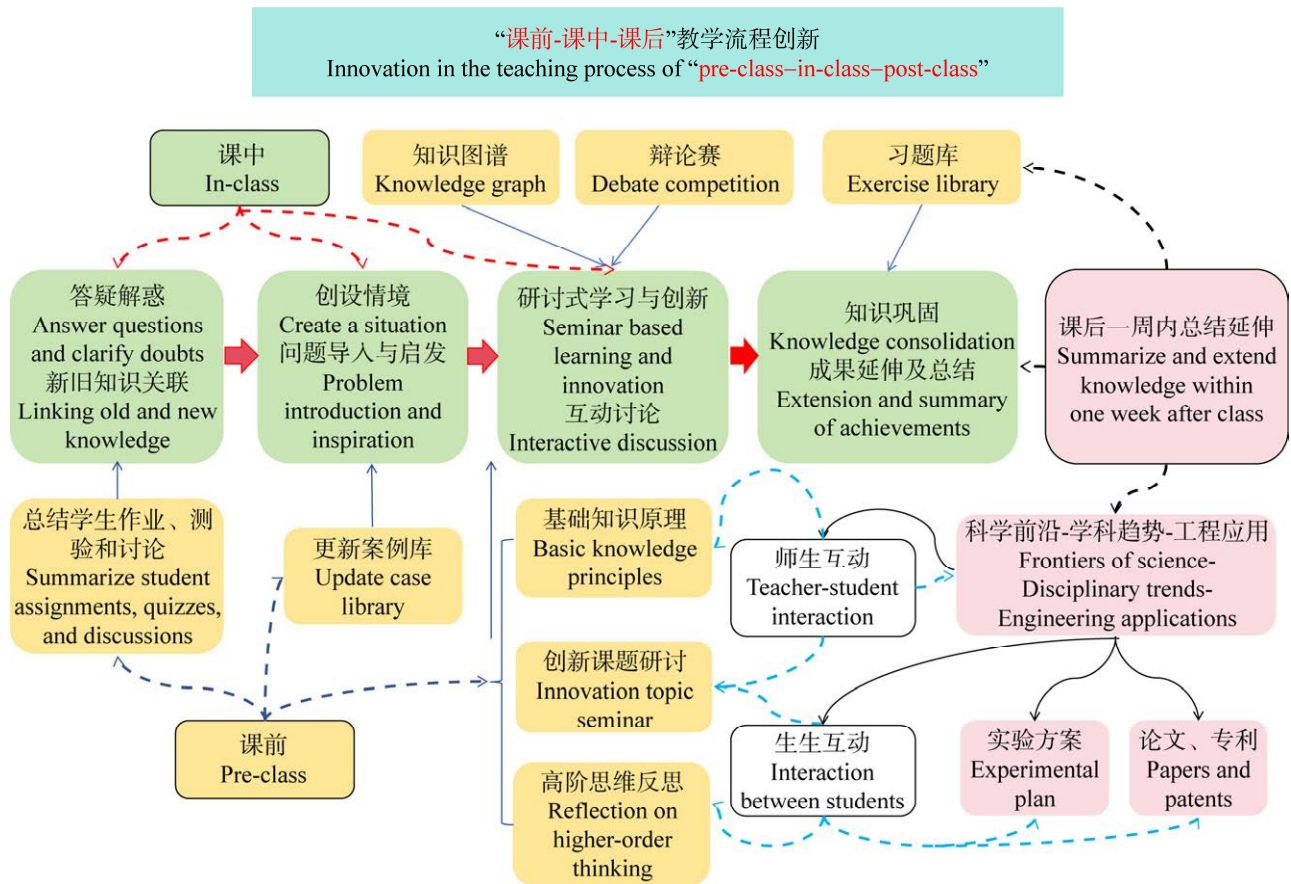 “课前-课中-课后”教学流程创新
Innovation in the teaching process of “pre-class–in-class–post-class”
课中
In-class
知识图谱
Knowledge graph
辩论赛
Debate competition
习题库
Exercise library
答疑解惑
Answer questions
and clarify doubts
新旧知识关联
Linking old and new
knowledge
创设情境
Create a situation
问题导入与启发
Problem
introduction and
inspiration
研讨式学习与创新
Seminar based
learning and
innovation
互动讨论
Interactive discussion
知识巩固
Knowledge consolidation
成果延伸及总结
Extension and summary
of achievements
课后一周内总结延伸
Summarize and extend
knowledge within
one week after class
总结学生作业、测
验和讨论
Summarize student
assignments, quizzes,
and discussions
更新案例库
Update case
library
基础知识原理
Basic knowledge
principles
师生互动
Teacher-student
interaction
科学前沿-学科趋势-工程应用
Frontiers of science-
Disciplinary trends-
Engineering applications
创新课题研讨
Innovation topic
seminar
课前
Pre-class
生生互动
Interaction
between students
实验方案
Experimental
plan
论文、专利
Papers and
patents
高阶思维反思
Reflection on
higher-order
thinking